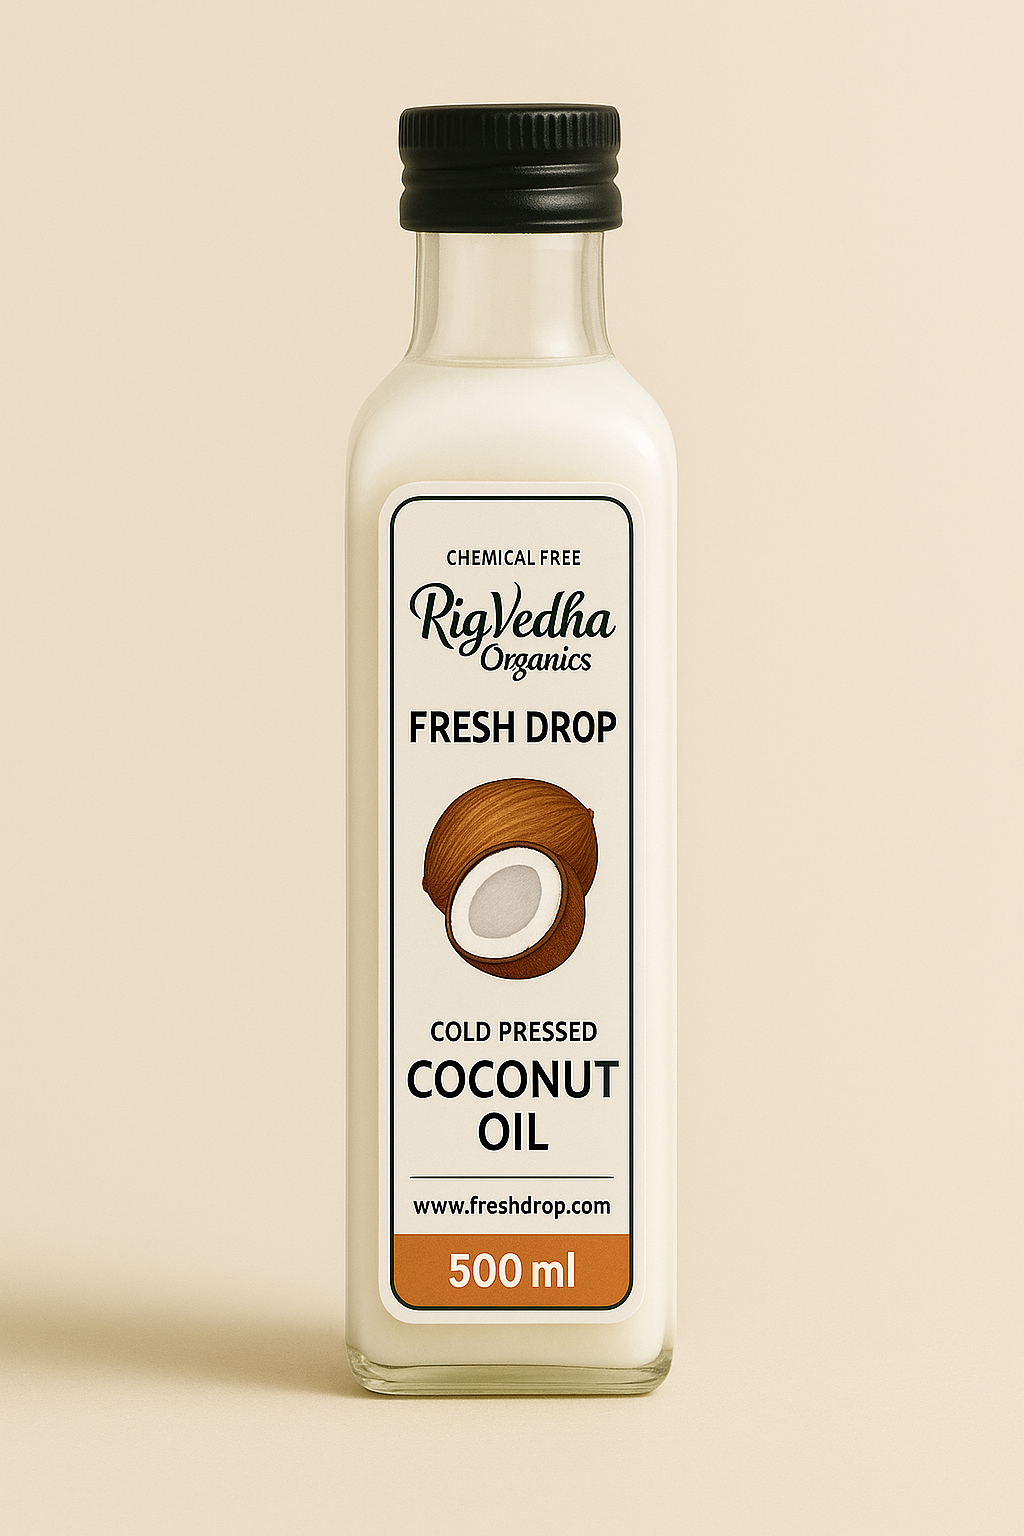 CHEMICAL FREE
RigVedha
Organics
FRESH DROP
COLD PRESSED
COCONUT
OIL
www.freshdrop.com
500 ml